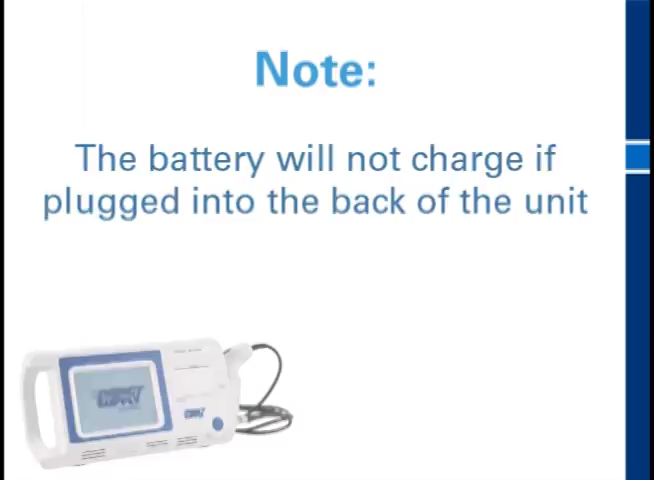 Note:
The battery will not charge if
plugged into the back of the unit